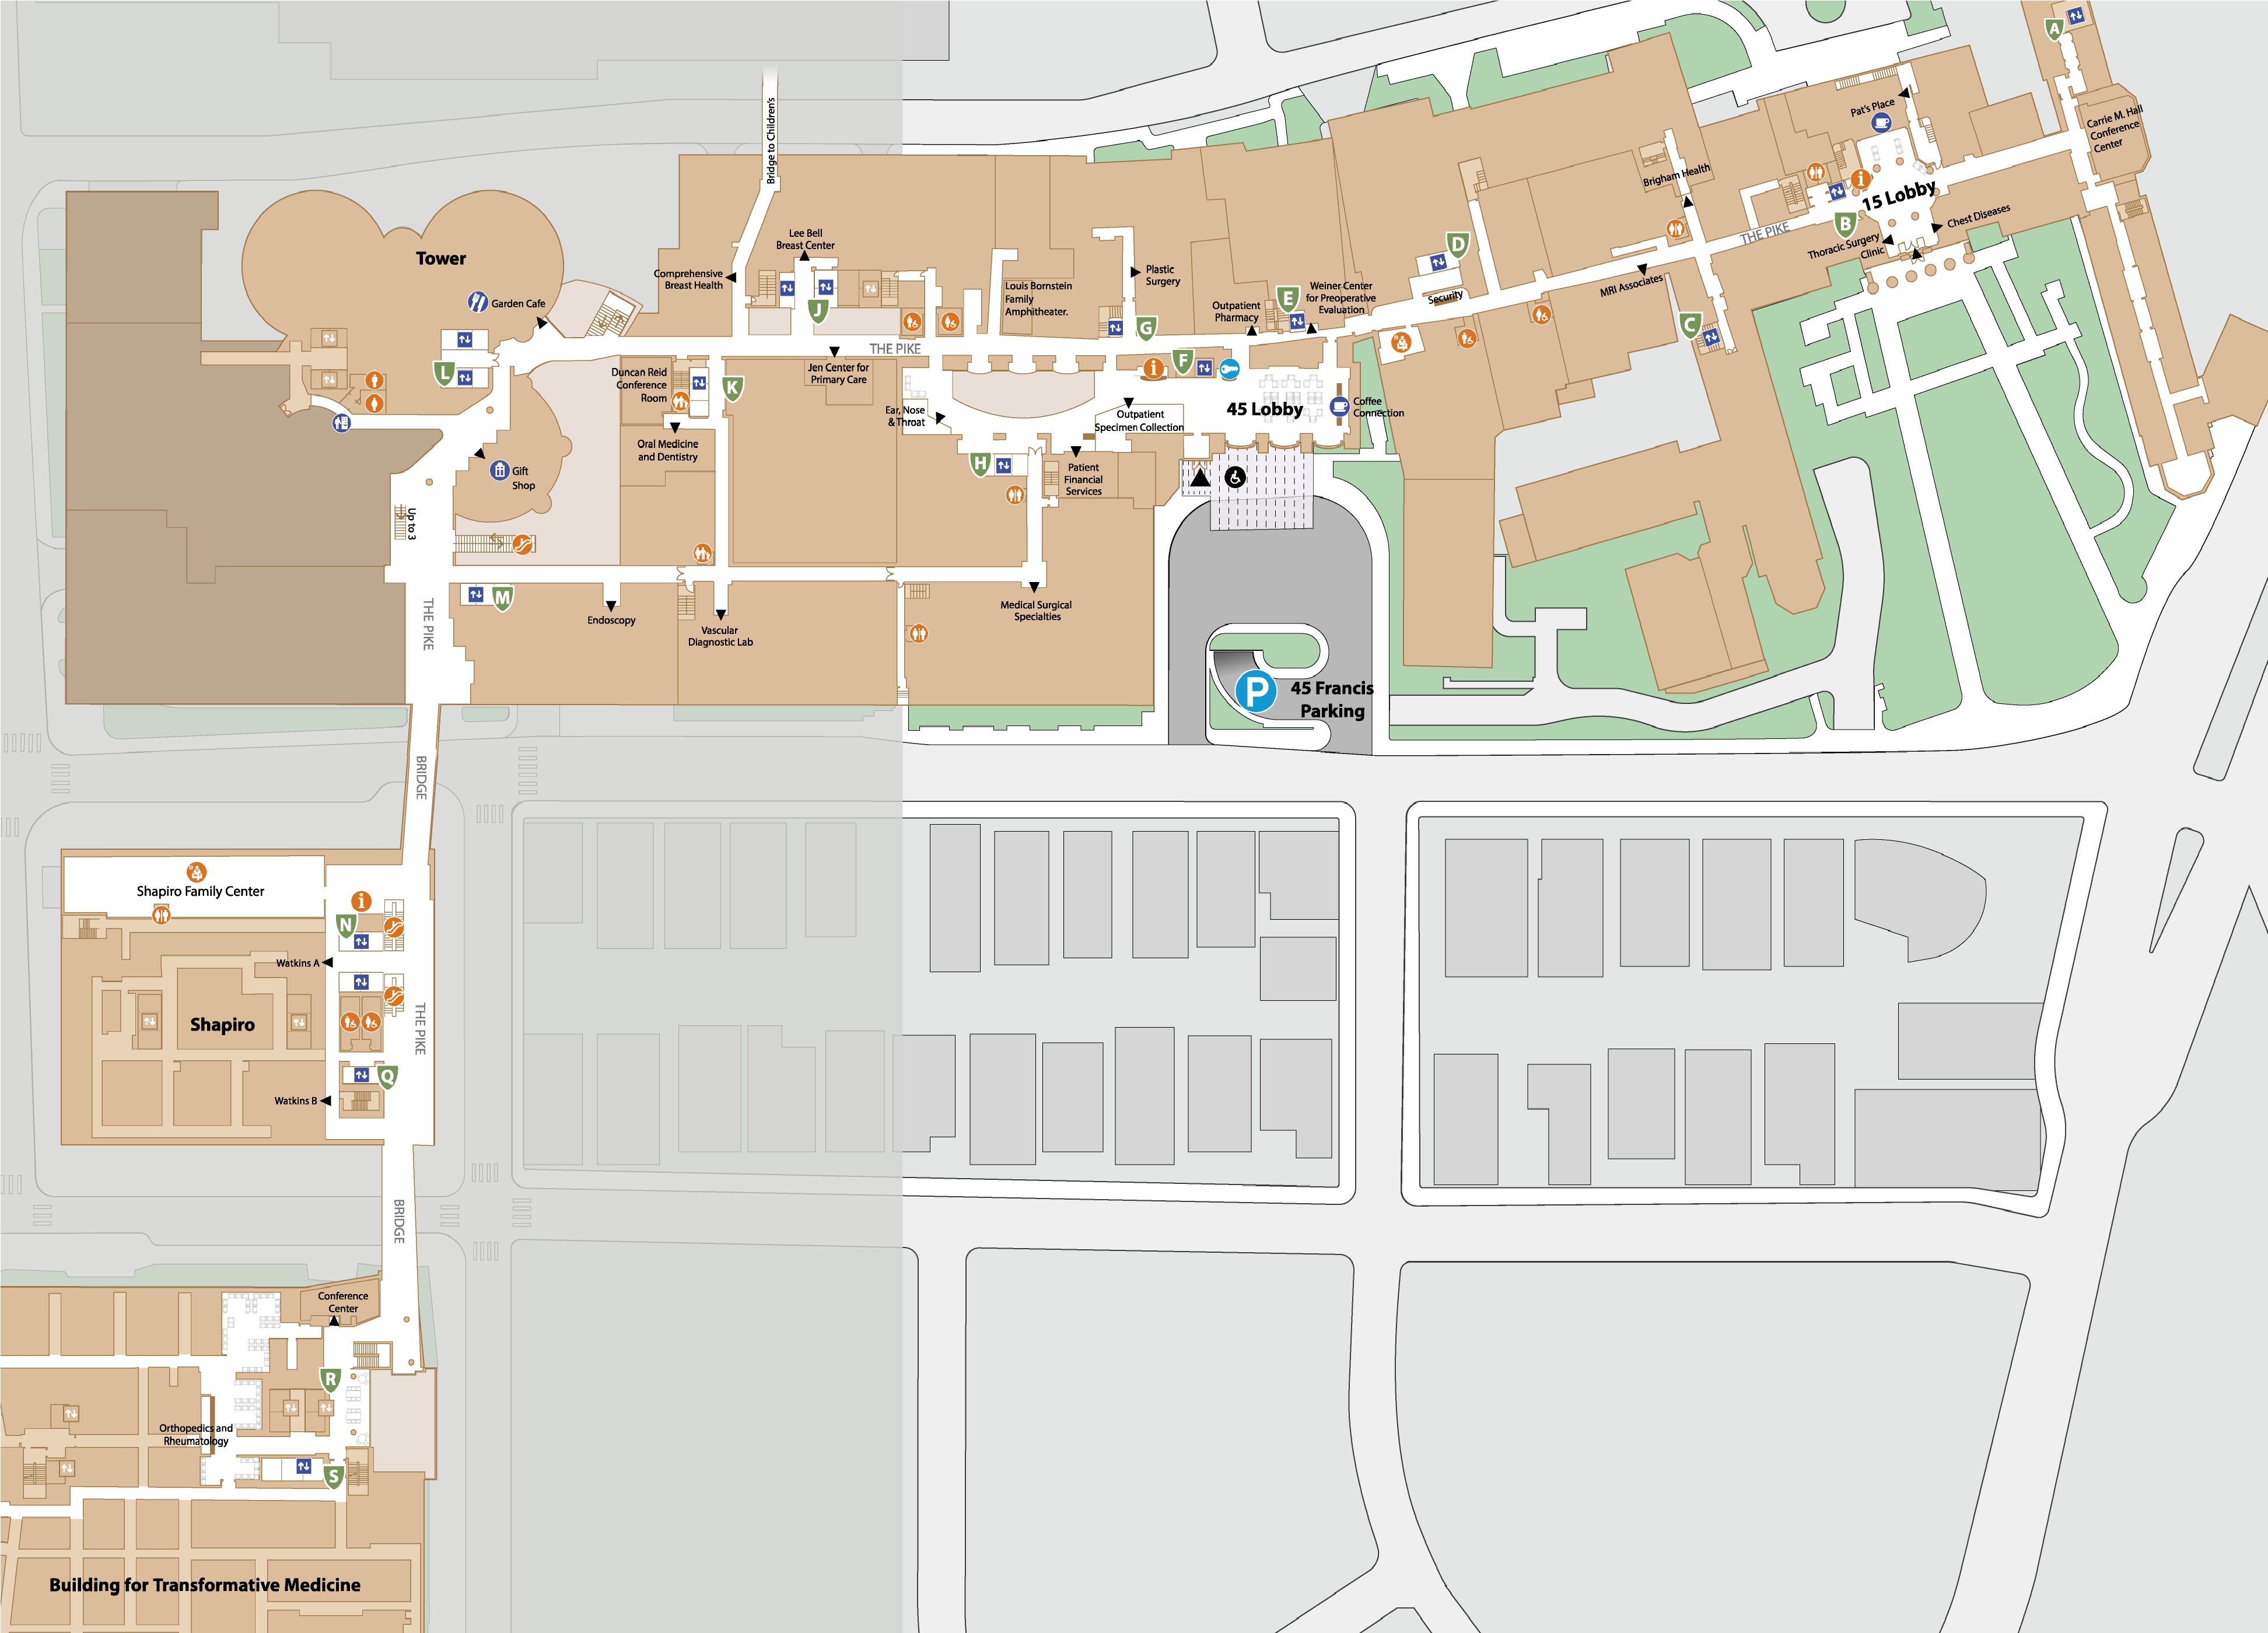 A
Carrie M. Hall
Conference
Center
Pat's Place
Bridge to Children's
Brigham Health
15 Lobby
B
THE PIKE
Chest Diseases
Thoracic Surgery
Clinic
Lee Bell
Breast Center
Tower
Comprehensive
Breast Health
Plastic
Surgery
D
MRI Associates
Louis Bornstein
Family
Amphitheater.
Weiner Center
for Preoperative
Evaluation
E
Security
Garden Cafe
J
Outpatient
Pharmacy
G
C
THE PIKE
L
Duncan Reid
Conference
Room
K
Jen Center for
Primary Care
i
F
Ear, Nose
& Throat
Outpatient
Specimen Collection
45 Lobby
Coffee
Connection
Oral Medicine
and Dentistry
Gift
Shop
H
Patient
Financial
Services
Up to 3
M
Endoscopy
Vascular
Diagnostic Lab
Medical Surgical
Specialties
THE PIKE
P
45 Francis
Parking
BRIDGE
Shapiro Family Center
i
N
Watkins A
Shapiro
THE PIKE
Q
Watkins B
BRIDGE
Conference
Center
R
Orthopedics and
Rheumatology
S
Building for Transformative Medicine
i